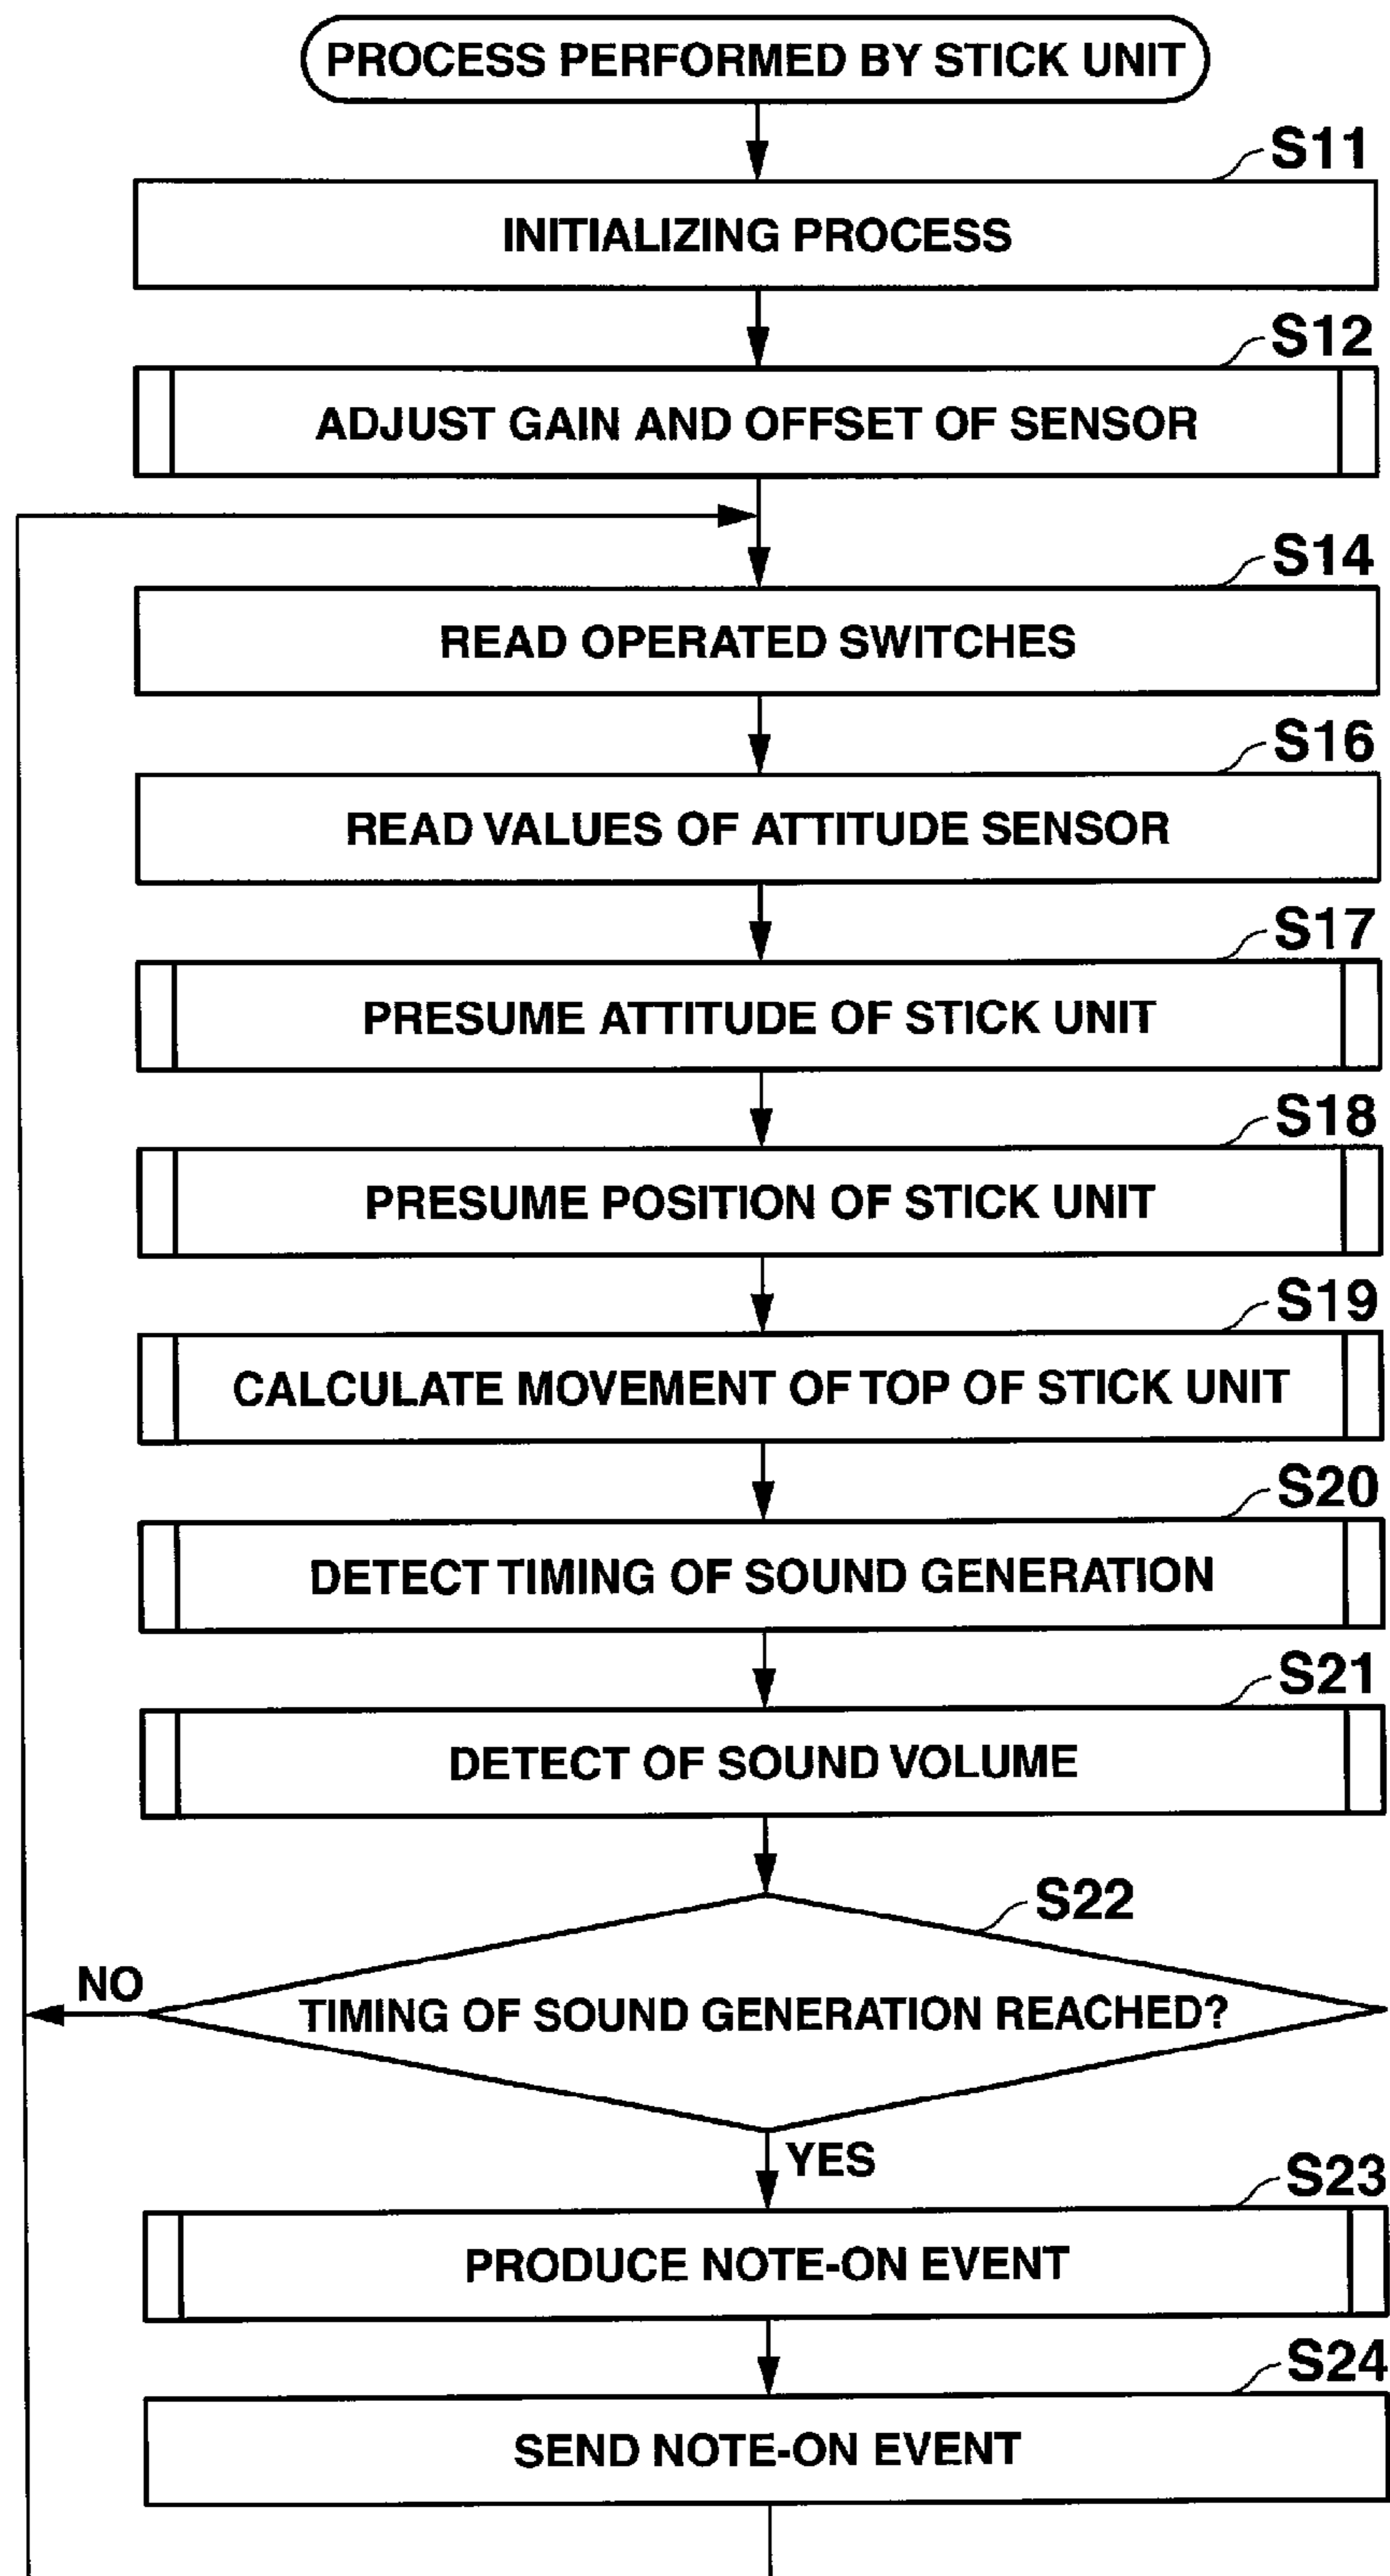 PROCESS PERFORMED BY STICK UNIT
S11
INITIALIZING PROCESS
S12
ADJUST GAIN AND OFFSET OF SENSOR
S14
READ OPERATED SWITCHES
S16
READ VALUES OF ATTITUDE SENSOR
S17
PRESUME ATTITUDE OF STICK UNIT
S18
PRESUME POSITION OF STICK UNIT
S19
CALCULATE MOVEMENT OF TOP OF STICK UNIT
S20
DETECT TIMING OF SOUND GENERATION
S21
DETECT OF SOUND VOLUME
S22
NO
TIMING OF SOUND GENERATION REACHED?
YES
S23
PRODUCE NOTE-ON EVENT
S24
SEND NOTE-ON EVENT